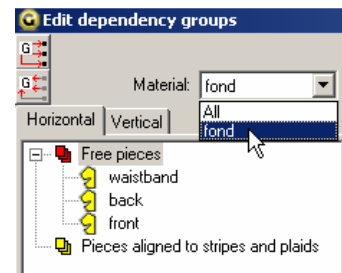 Edit dependency groups
G
G
Material: fond
All
fond
Horizontal Vertical
Free pieces
waistband
back
front
Pieces aligned to stripes and plaids